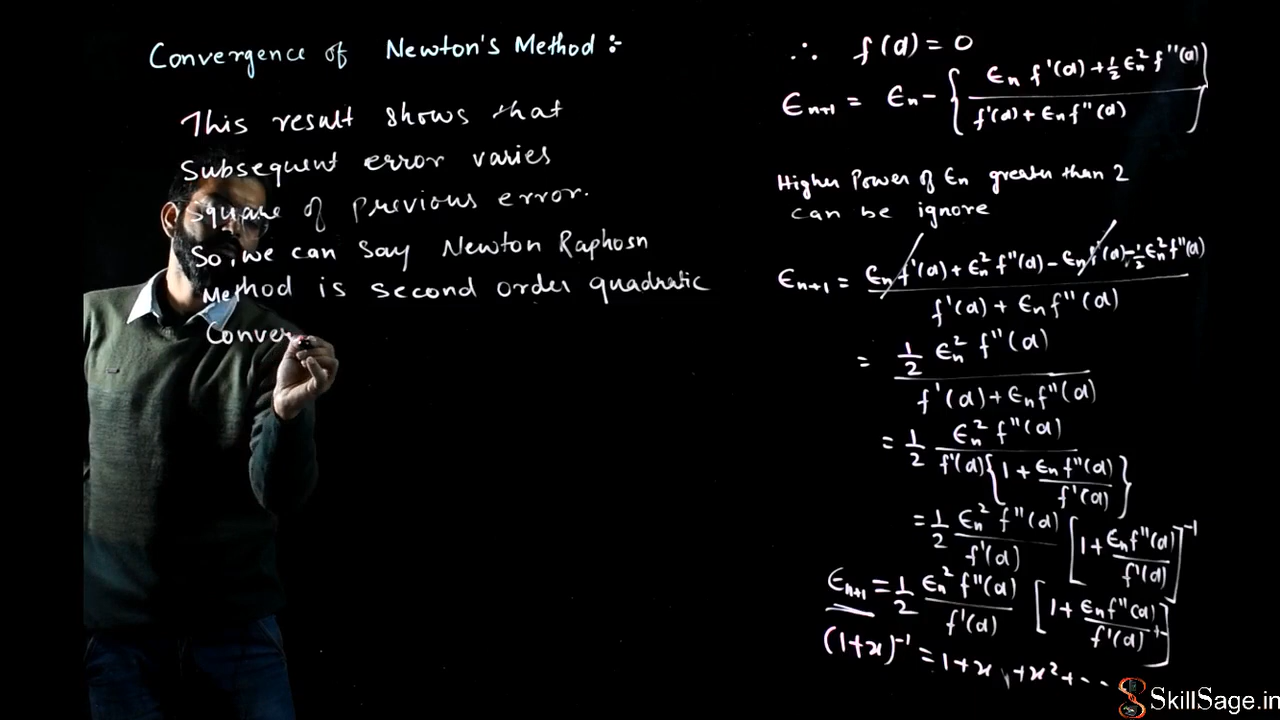 Convergence of Newton's Method :-
This result shows that
Subsequent error varies
Square of previous error.
So, we can say Newton Raphosn
Method is second order quadratic
Conver
∴ f(α) = 0
ϵₙ₊₁ = ϵₙ - { (ϵₙ f'(α) + ½ ϵₙ² f''(α)) / (f'(α) + ϵₙ f''(α)) }
Higher Power of ϵₙ greater than 2
can be ignore
ϵₙ₊₁ = (ϵₙ f'(α) + ϵₙ² f''(α) - ϵₙ f'(α) - ½ ϵₙ² f''(α)) / (f'(α) + ϵₙ f''(α))
= (½ ϵₙ² f''(α)) / (f'(α) + ϵₙ f''(α))
= ½ (ϵₙ² f''(α)) / (f'(α) { 1 + ϵₙ f''(α) / f'(α) })
= ½ (ϵₙ² f''(α)) / f'(α) [ 1 + ϵₙ f''(α) / f'(α) ]⁻¹
ϵₙ₊₁ = ½ (ϵₙ² f''(α)) / f'(α) [ 1 + ϵₙ f''(α) / f'(α) + ]
(1+x)⁻¹ = 1 + x + x² + ...
SkillSage.in